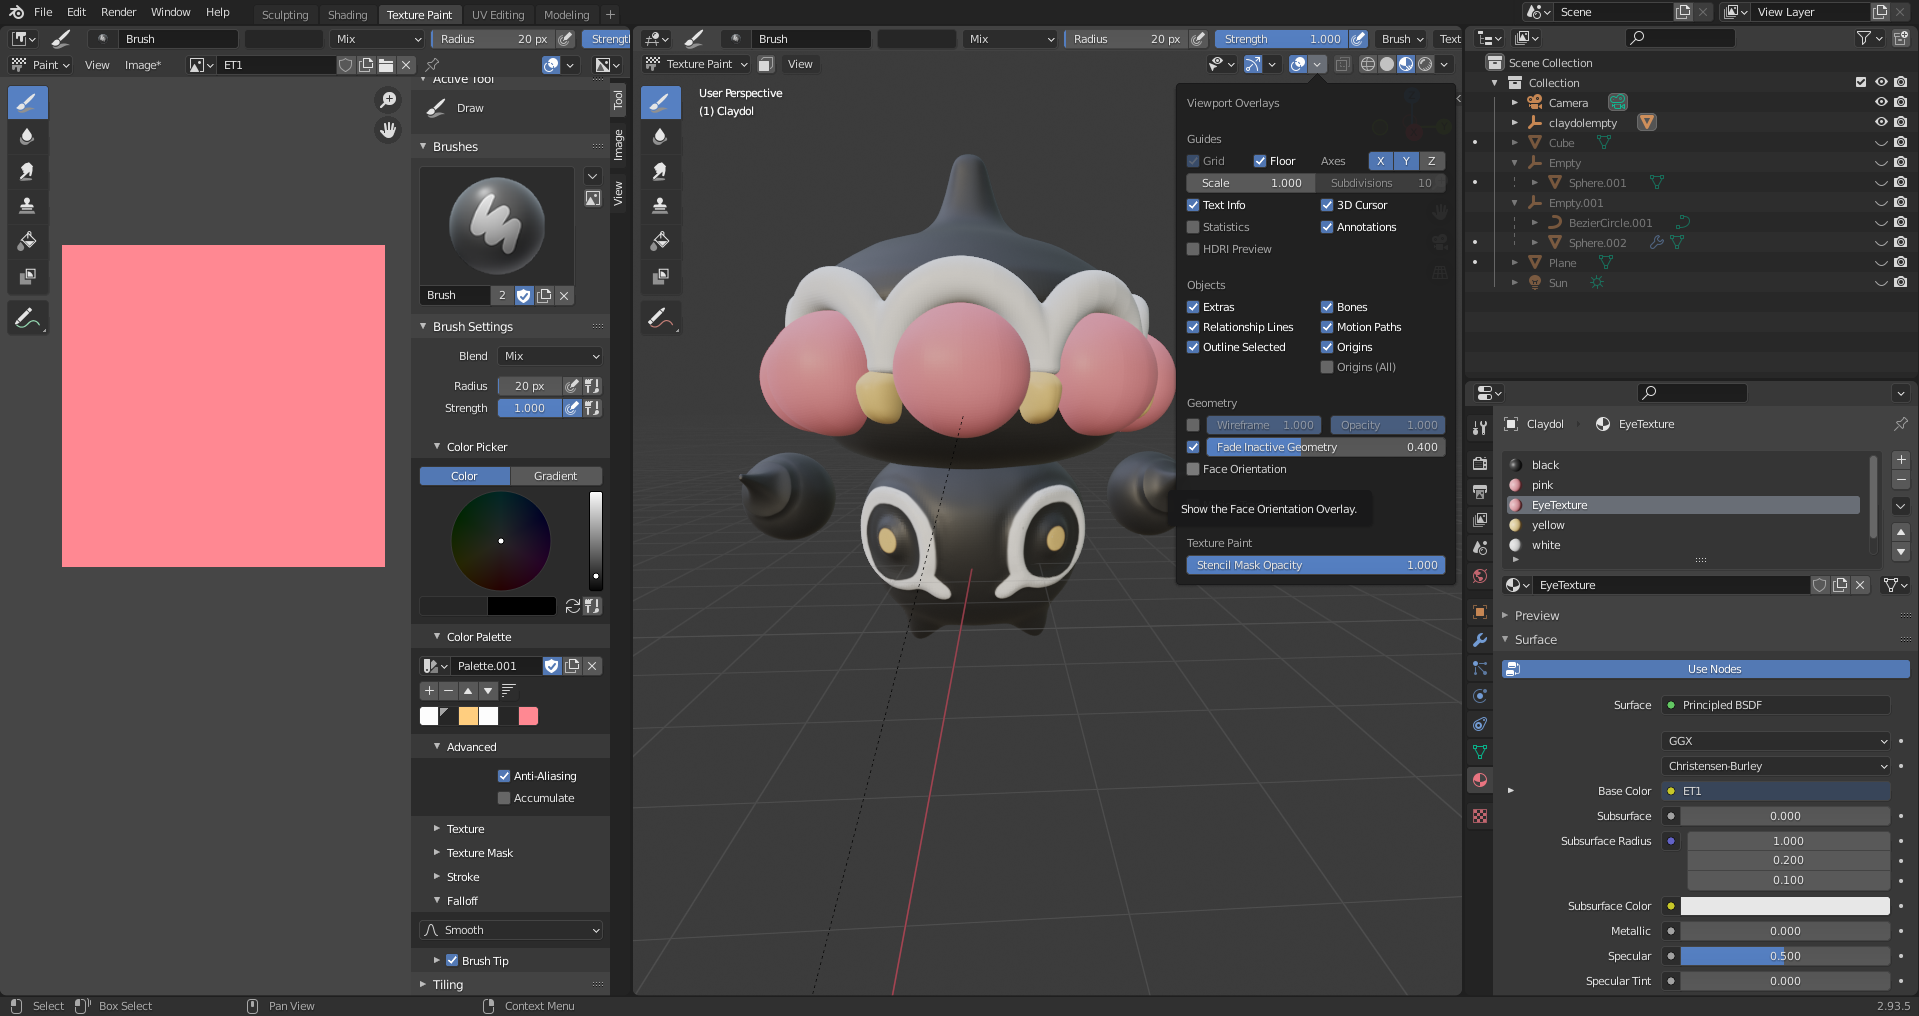 File Edit Render Window Help Sculpting Shading Texture Paint UV Editing Modeling + Scene View Layer
Brush Mix Radius 20 px Strength
Paint View Image* ET1
Active Tool
Draw
Tool
Image
View
Brushes
Brush 2
Brush Settings
Blend Mix
Radius 20 px
Strength 1.000
Color Picker
Color Gradient
Color Palette
Palette.001
Advanced
Anti-Aliasing
Accumulate
Texture
Texture Mask
Stroke
Falloff
Smooth
Brush Tip
Tiling
Brush Mix Radius 20 px Strength 1.000 Brush Text
Texture Paint View
User Perspective
(1) Claydol
Viewport Overlays
Guides
Grid Floor Axes X Y Z
Scale 1.000 Subdivisions 10
Text Info 3D Cursor
Statistics Annotations
HDRI Preview
Objects
Extras Bones
Relationship Lines Motion Paths
Outline Selected Origins
Origins (All)
Geometry
Wireframe 1.000 Opacity 1.000
Fade Inactive Geometry 0.400
Face Orientation
Show the Face Orientation Overlay.
Texture Paint
Stencil Mask Opacity 1.000
Scene Collection
Collection
Camera
claydolempty
Cube
Empty
Sphere.001
Empty.001
BezierCircle.001
Sphere.002
Plane
Sun
Claydol EyeTexture
black
pink
EyeTexture
yellow
white
EyeTexture
Preview
Surface
Use Nodes
Surface Principled BSDF
GGX
Christensen-Burley
Base Color ET1
Subsurface 0.000
Subsurface Radius 1.000
0.200
0.100
Subsurface Color
Metallic 0.000
Specular 0.500
Specular Tint 0.000
Select Box Select Pan View Context Menu 2.93.5